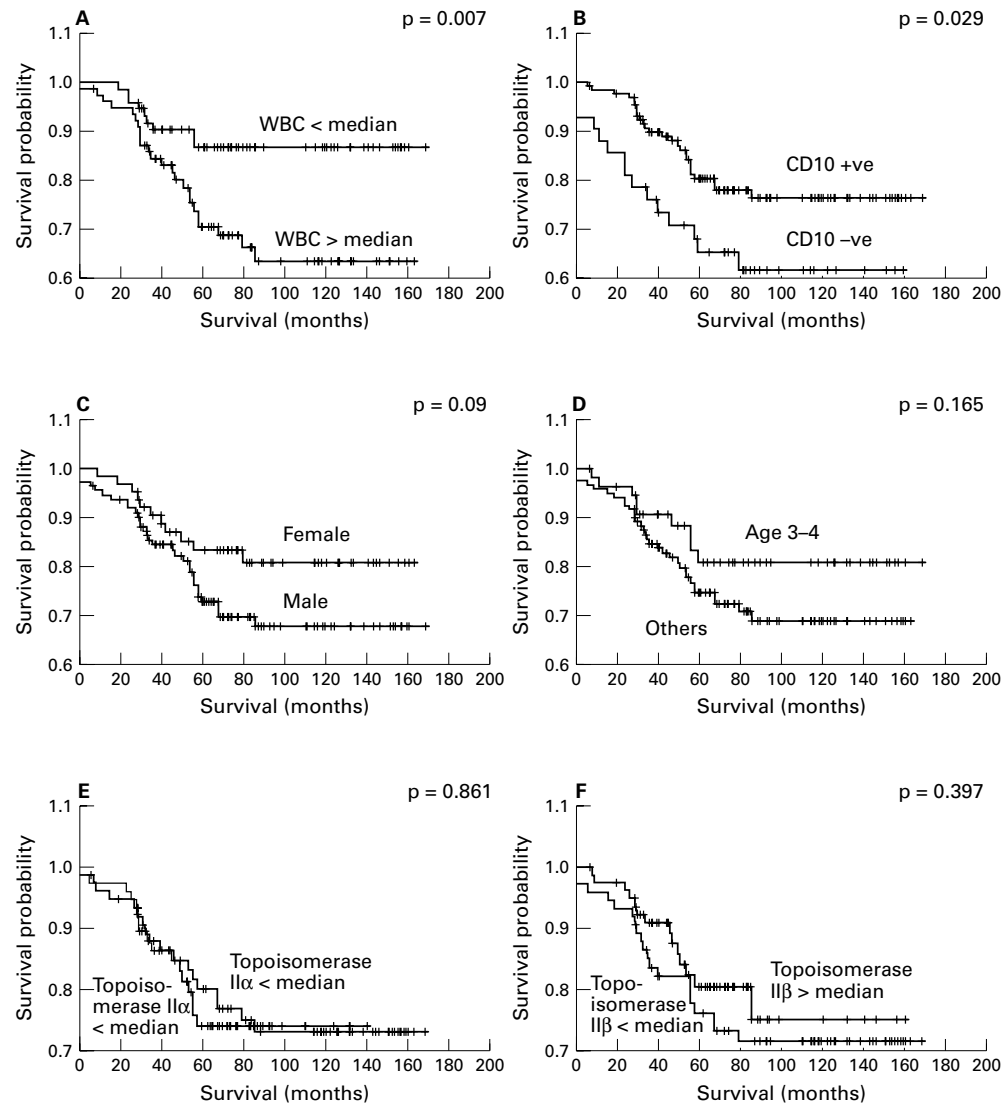 A
p = 0.007
1.1
1.0
0.9
0.8
0.7
0.6
Survival probability
WBC < median
WBC > median
0 20 40 60 80 100 120 140 160 180 200
Survival (months)
B
p = 0.029
1.1
1.0
0.9
0.8
0.7
0.6
Survival probability
CD10 +ve
CD10 –ve
0 20 40 60 80 100 120 140 160 180 200
Survival (months)
C
p = 0.09
1.1
1.0
0.9
0.8
0.7
0.6
Survival probability
Female
Male
0 20 40 60 80 100 120 140 160 180 200
Survival (months)
D
p = 0.165
1.1
1.0
0.9
0.8
0.7
0.6
Survival probability
Age 3–4
Others
0 20 40 60 80 100 120 140 160 180 200
Survival (months)
E
p = 0.861
1.1
1.0
0.9
0.8
0.7
Survival probability
Topoisomerase
IIα < median
Topoiso-
merase IIα
< median
0 20 40 60 80 100 120 140 160 180 200
Survival (months)
F
p = 0.397
1.1
1.0
0.9
0.8
0.7
Survival probability
Topoisomerase
IIβ > median
Topo-
isomerase
IIβ < median
0 20 40 60 80 100 120 140 160 180 200
Survival (months)